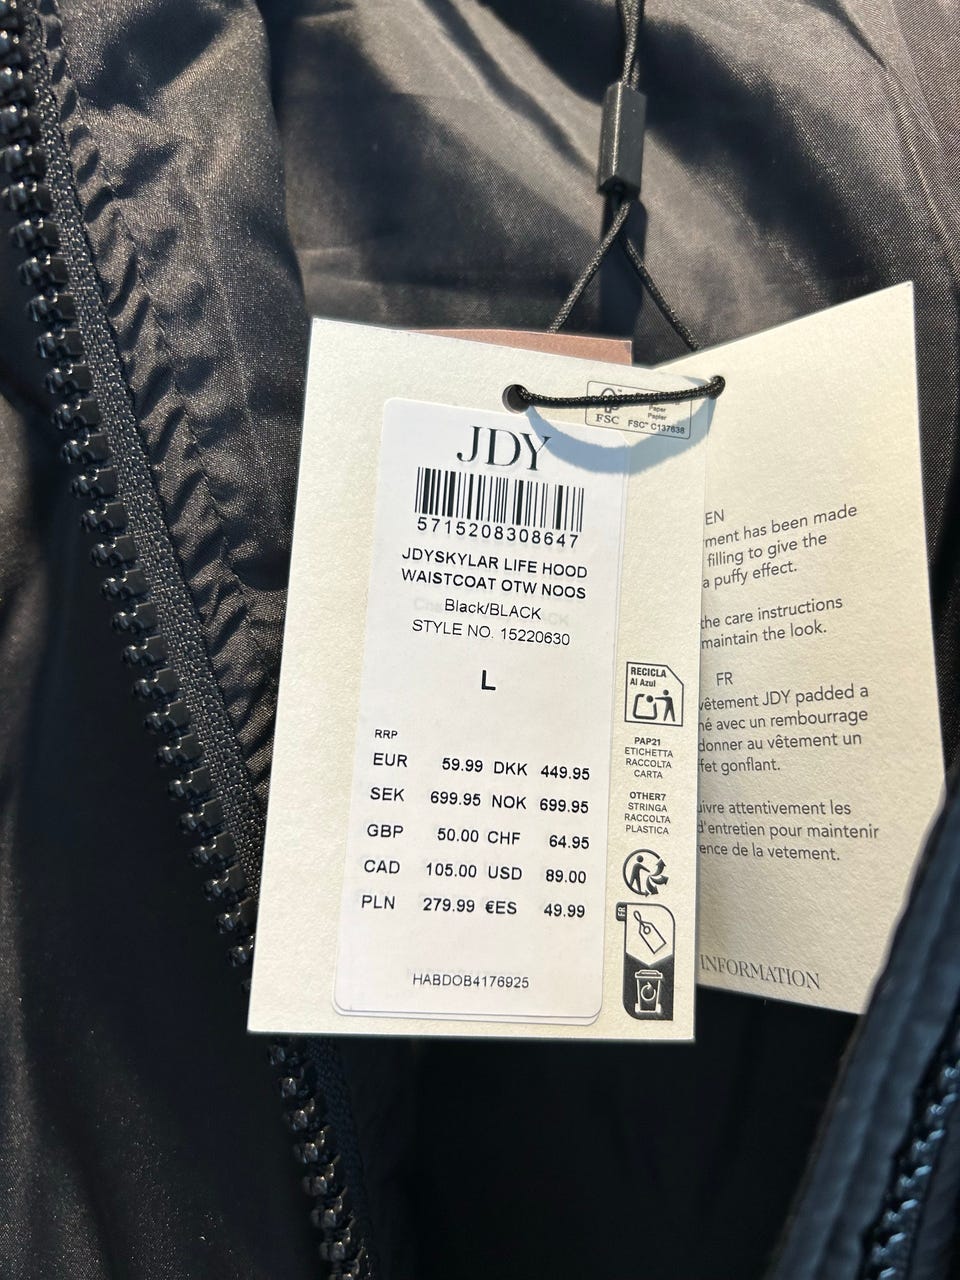 FSC
Paper
Papier
FSC™ C137638
JDY
5715208308647
JDYSKYLAR LIFE HOOD
WAISTCOAT OTW NOOS
Black/BLACK
STYLE NO. 15220630
L
RRP
EUR 59.99 DKK 449.95
SEK 699.95 NOK 699.95
GBP 50.00 CHF 64.95
CAD 105.00 USD 89.00
PLN 279.99 €ES 49.99
HABDOB4176925
RECICLA
Al Azul
PAP21
ETICHETTA
RACCOLTA
CARTA
OTHER7
STRINGA
RACCOLTA
PLASTICA
FR
EN
ment has been made
filling to give the
a puffy effect.
the care instructions
maintain the look.
FR
vêtement JDY padded a
né avec un rembourrage
donner au vêtement un
fet gonflant.
uivre attentivement les
d'entretien pour maintenir
ence de la vetement.
INFORMATION